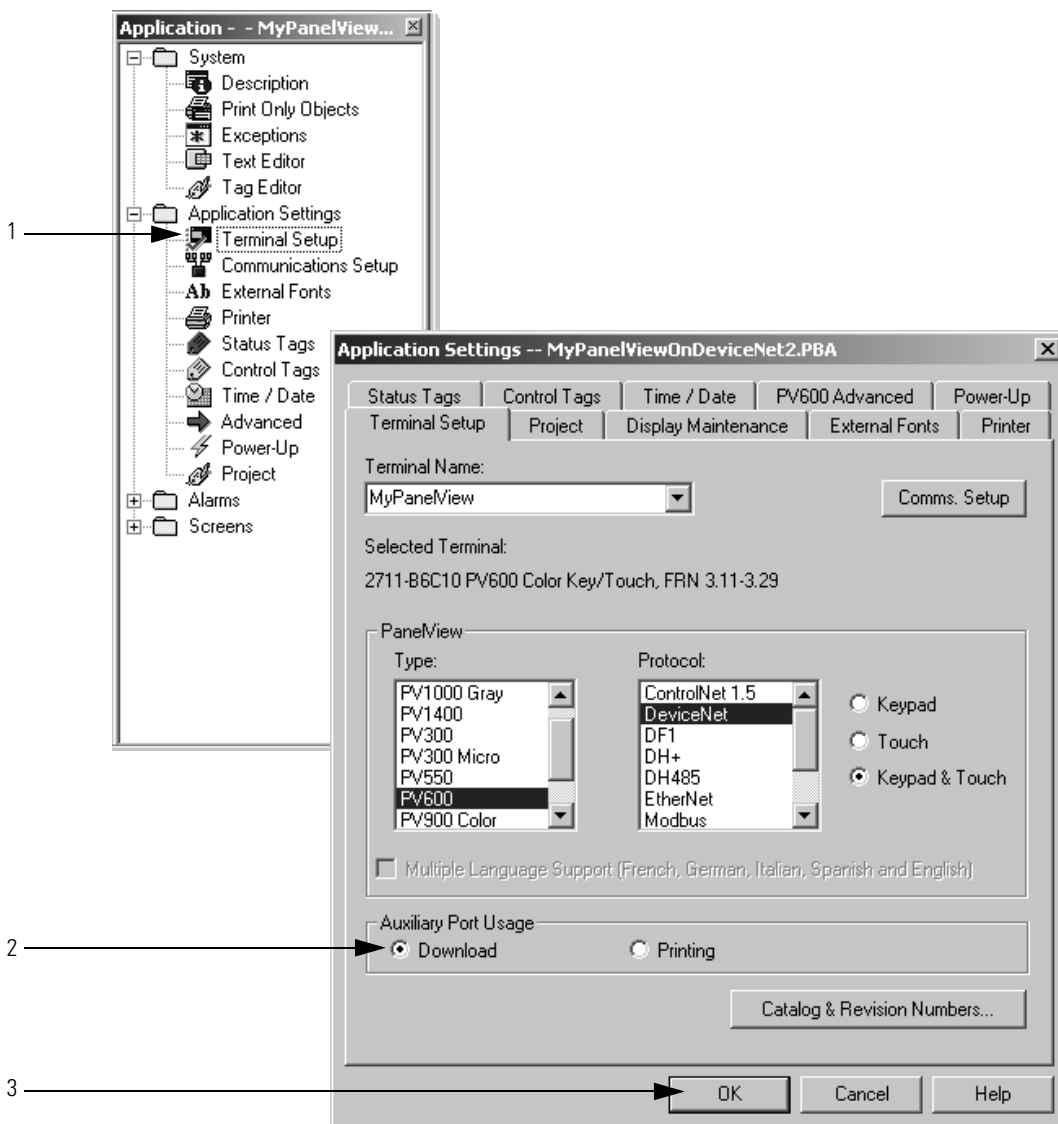 Application - - MyPanelView...
System
Description
Print Only Objects
Exceptions
Text Editor
Tag Editor
Application Settings
1
Terminal Setup
Communications Setup
Ab External Fonts
Printer
Status Tags
Control Tags
Time / Date
Advanced
Power-Up
Project
Alarms
Screens
Application Settings -- MyPanelViewOnDeviceNet2.PBA
Status Tags Control Tags Time / Date PV600 Advanced Power-Up
Terminal Setup Project Display Maintenance External Fonts Printer
Terminal Name:
MyPanelView Comms. Setup
Selected Terminal:
2711-B6C10 PV600 Color Key/Touch, FRN 3.11-3.29
PanelView
Type: Protocol:
PV1000 Gray ControlNet 1.5
PV1400 DeviceNet Keypad
PV300 DF1
PV300 Micro DH+ Touch
PV550 DH485
PV600 EtherNet Keypad & Touch
PV900 Color Modbus
Multiple Language Support (French, German, Italian, Spanish and English)
Auxiliary Port Usage
2 Download Printing
Catalog & Revision Numbers...
3 OK Cancel Help